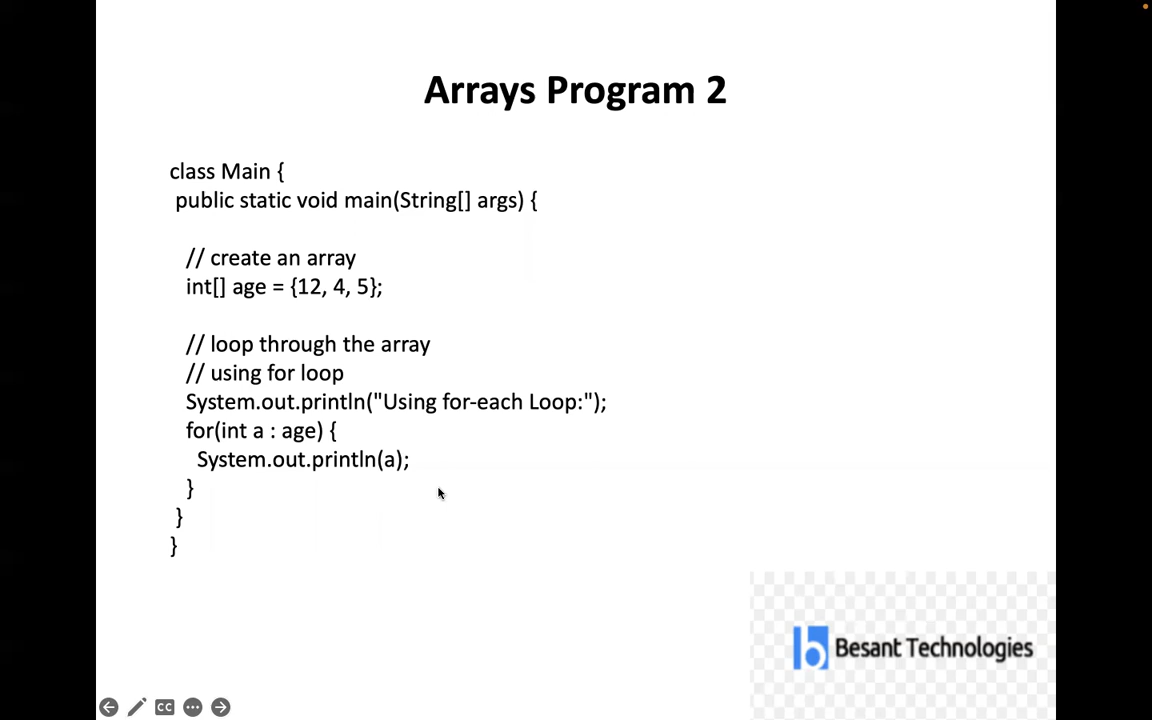 Arrays Program 2
class Main {
public static void main(String[] args) {
// create an array
int[] age = {12, 4, 5};
// loop through the array
// using for loop
System.out.println("Using for-each Loop:");
for(int a : age) {
System.out.println(a);
}
}
}
b Besant Technologies
CC